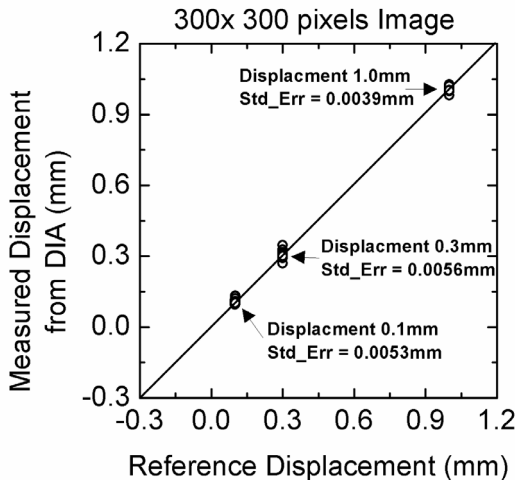 300x 300 pixels Image
1.2
0.9
0.6
0.3
0.0
-0.3
Measured Displacement
from DIA (mm)
Displacment 1.0mm
Std_Err = 0.0039mm
Displacment 0.3mm
Std_Err = 0.0056mm
Displacment 0.1mm
Std_Err = 0.0053mm
-0.3 0.0 0.3 0.6 0.9 1.2
Reference Displacement (mm)